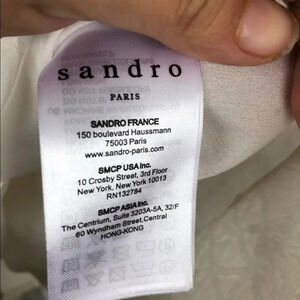 sandro
PARIS
SANDRO FRANCE
150 boulevard Haussmann
75003 Paris
www.sandro-paris.com
SMCP USA Inc.
10 Crosby Street, 3rd Floor
New York, New York 10013
RN132784
SMCP ASIA Inc.
The Centrium, Suite 3203A-5A, 32/F
60 Wyndham Street,Central
HONG-KONG